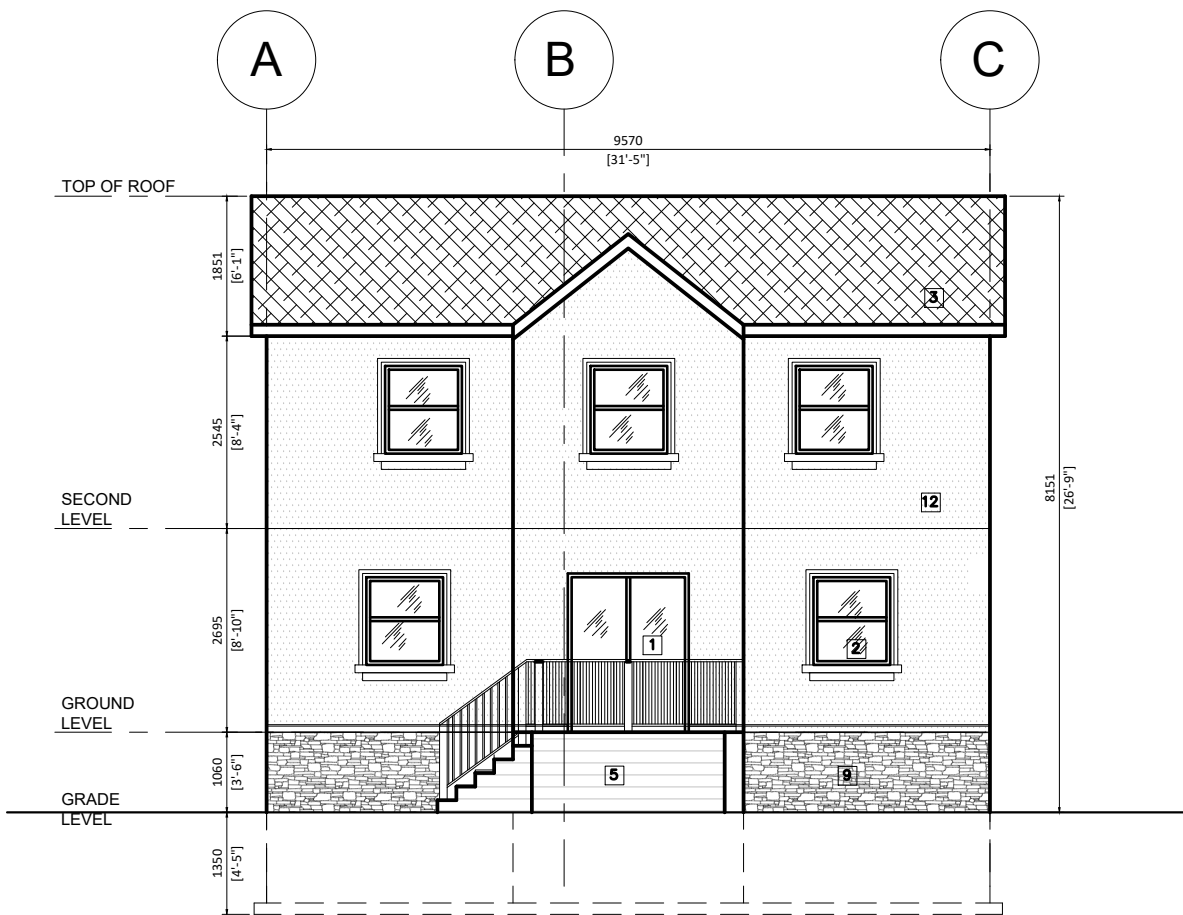 A
B
C
9570
[31'-5"]
TOP OF ROOF
1851
[6'-1"]
3
2545
[8'-4"]
SECOND
LEVEL
12
8151
[26'-9"]
2695
[8'-10"]
1
2
GROUND
LEVEL
1060
[3'-6"]
5
9
GRADE
LEVEL
1350
[4'-5"]